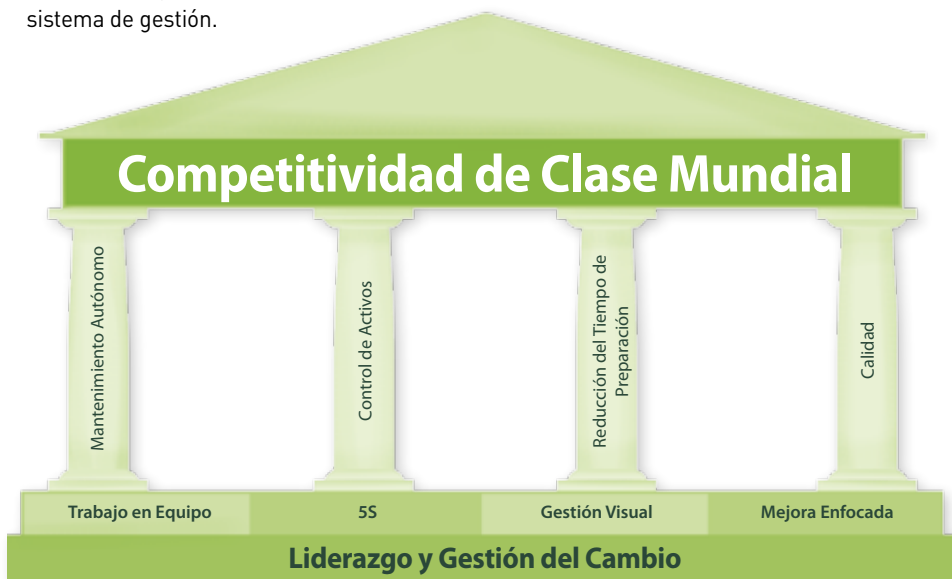 sistema de gestión.
Competitividad de Clase Mundial
Mantenimiento Autónomo
Control de Activos
Reducción del Tiempo de
Preparación
Calidad
Trabajo en Equipo
5S
Gestión Visual
Mejora Enfocada
Liderazgo y Gestión del Cambio